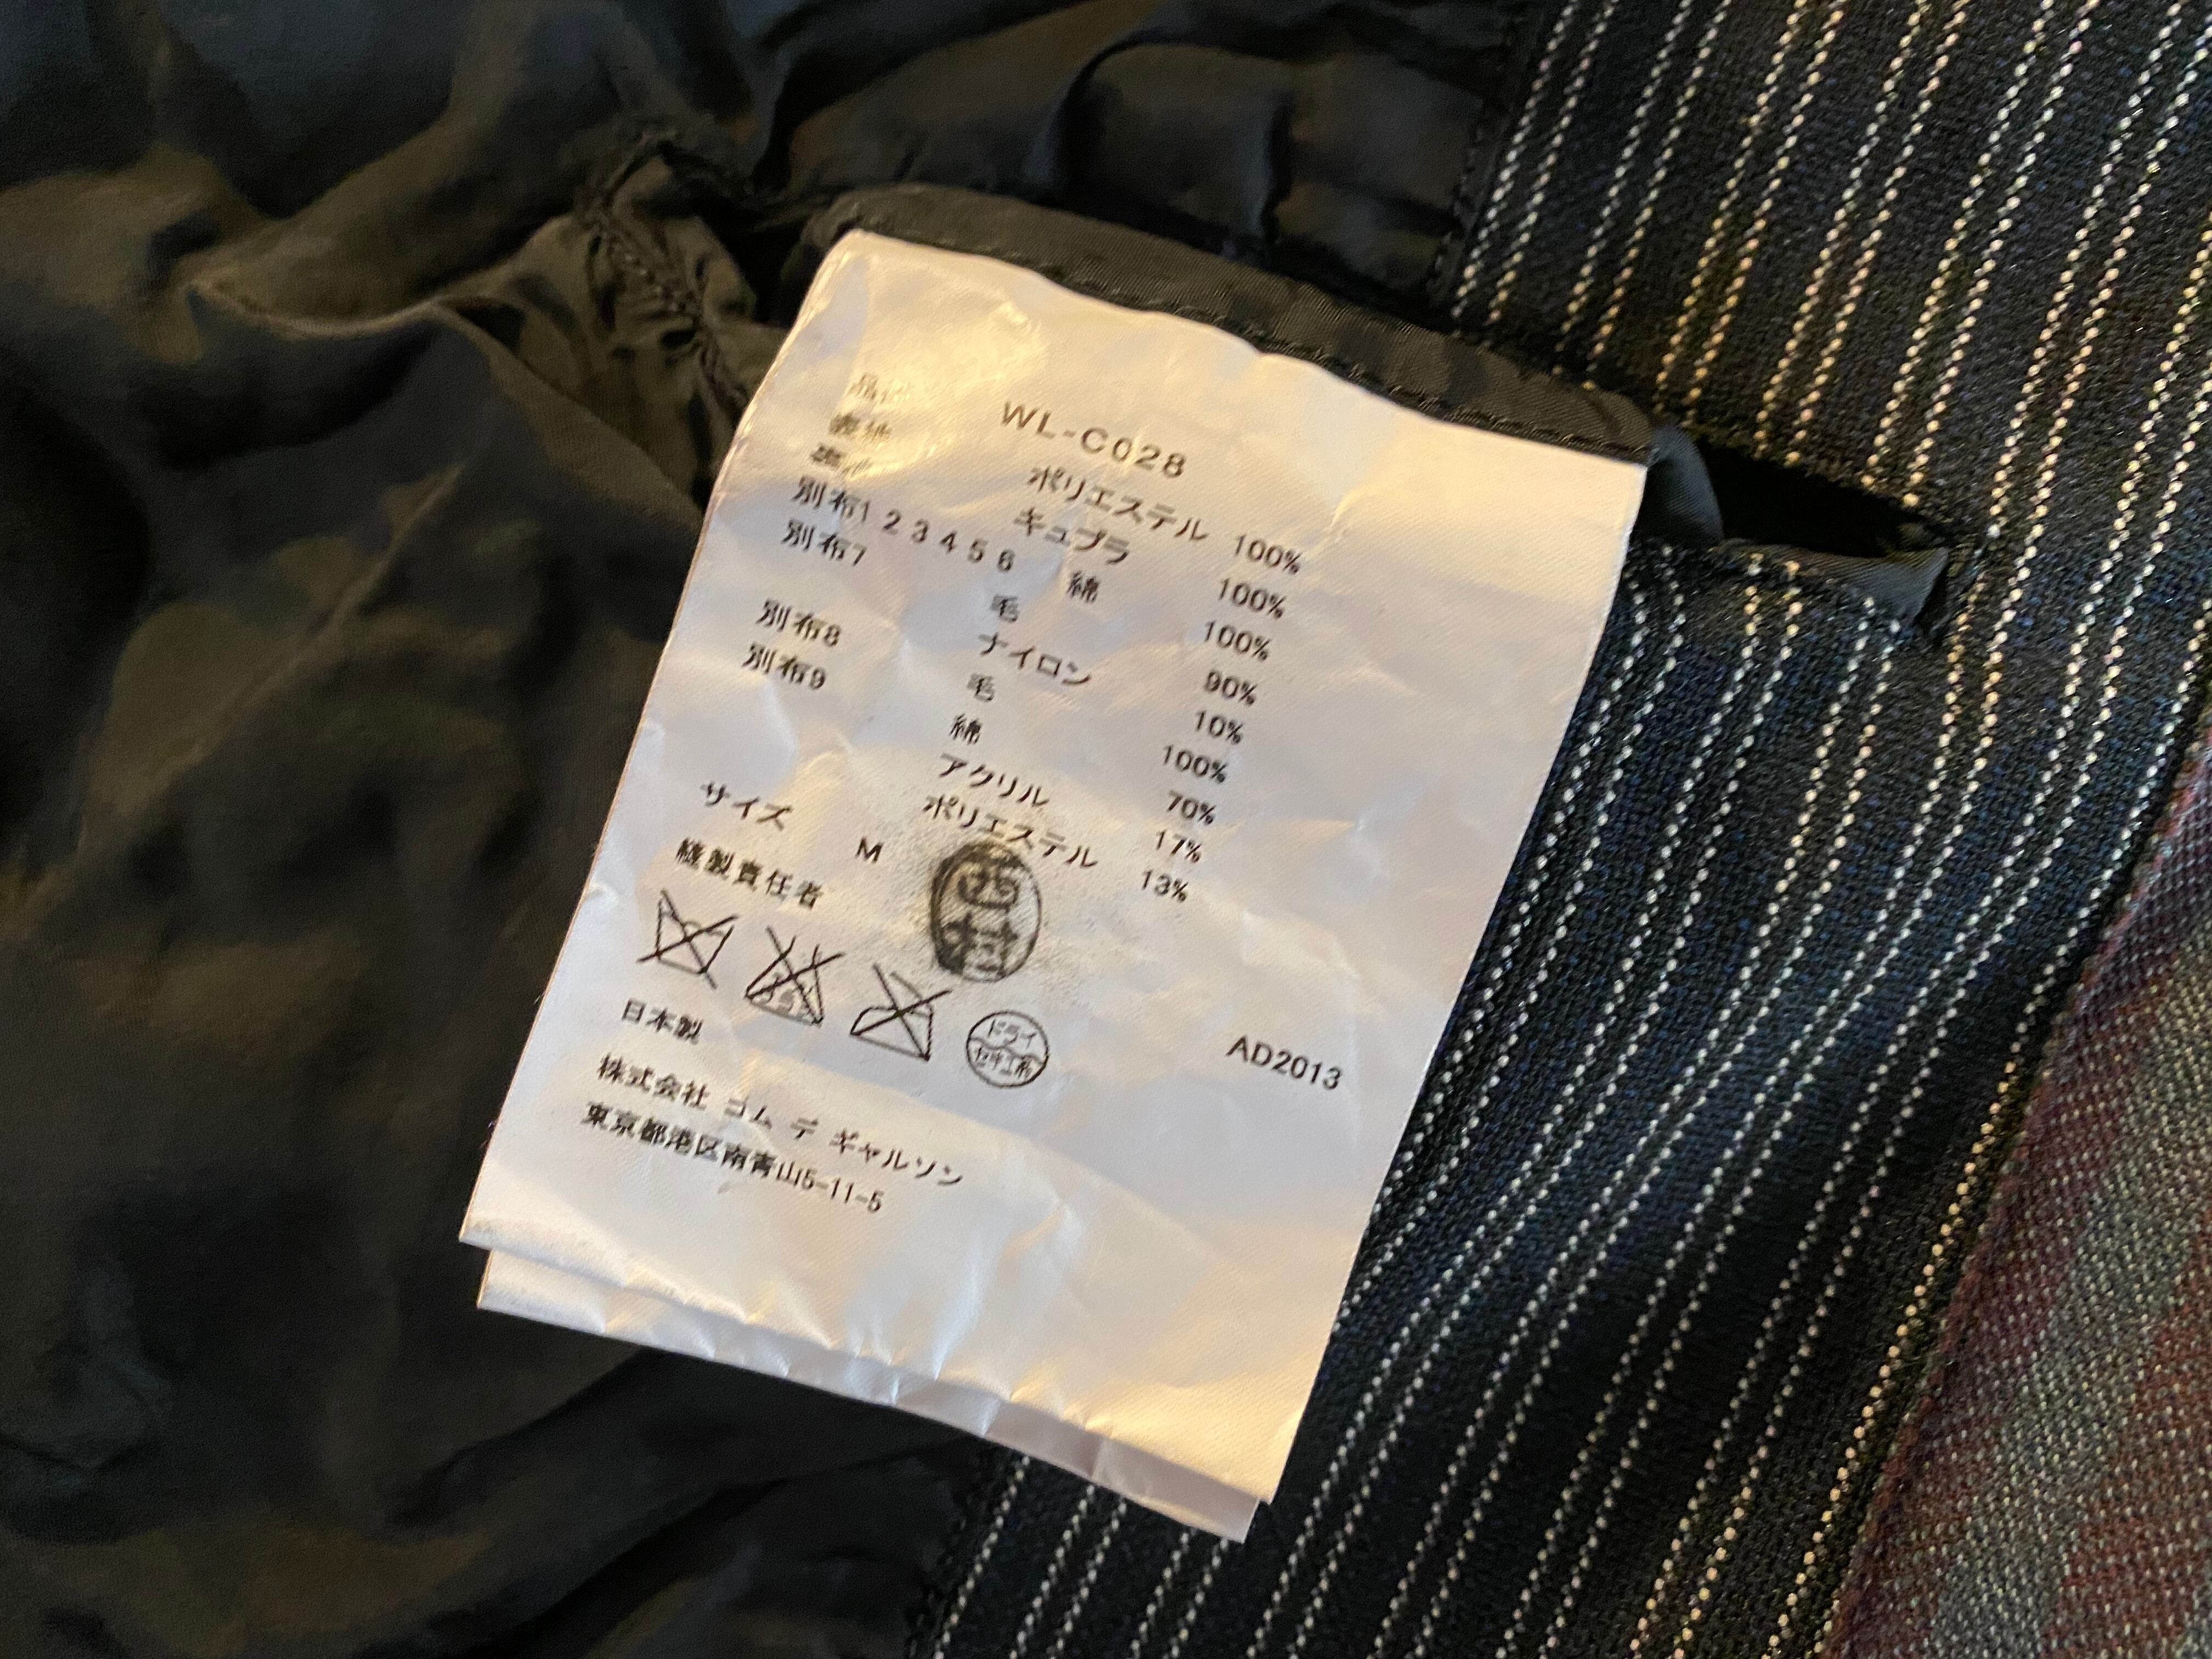 品番 WL-C028
表地 ポリエステル 100%
裏地 キュプラ 100%
別布1 2 3 4 5 6 綿 100%
別布7 毛 90%
ナイロン 10%
別布8 毛 100%
別布9 綿 70%
アクリル 17%
ポリエステル 13%
サイズ M
縫製責任者 西村
ドライ
セキユ系
日本製 AD2013
株式会社 コム デ ギャルソン
東京都港区南青山5-11-5